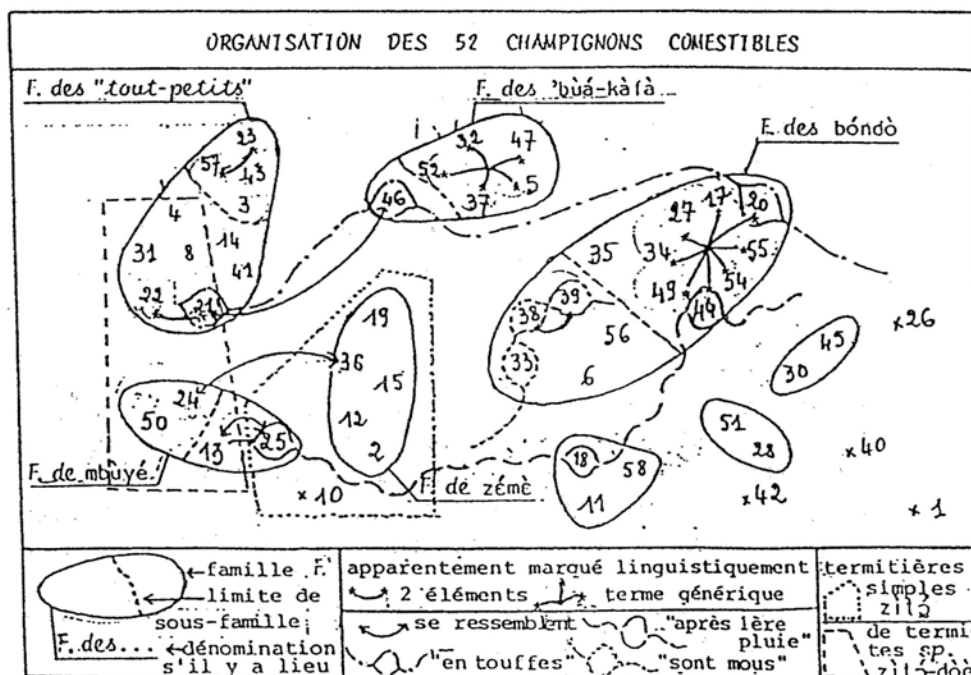 ORGANISATION DES 52 CHAMPIGNONS COMESTIBLES
F. des "tout-petits"
F. des 'bùá-kàfà
F. des bóndò
23
57
43
3
4
31
8
14
41
22
21
32
47
52
5
37
46
27
17
20
35
34
55
54
49
44
39
38
33
56
6
26
45
30
51
28
40
42
1
19
36
15
12
2
24
50
13
25
10
18
58
11
F. de mbuyé
F. de zémè
famille F.
limite de
sous-famille
F. des...
dénomination
s'il y a lieu
apparentement marqué linguistiquement
2 éléments
terme générique
se ressemblent
"après 1ère
pluie"
"en touffes"
"sont mous"
termitières
simples
zìlɔ̀
de termi
tes sp.